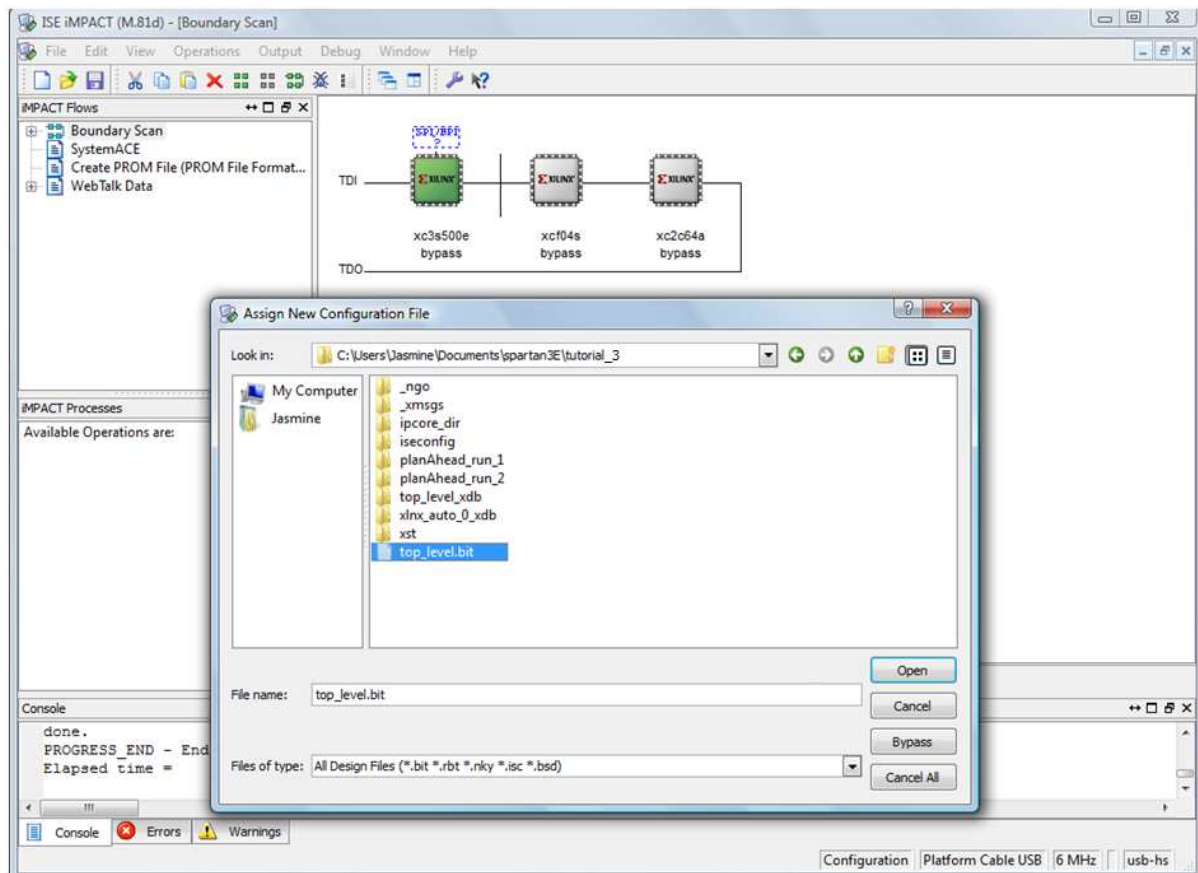 ISE iMPACT (M.81d) - [Boundary Scan]
File Edit View Operations Output Debug Window Help
iMPACT Flows
Boundary Scan
SystemACE
Create PROM File (PROM File Format...
WebTalk Data
SPI/BPI
?
TDI
XILINX
XILINX
XILINX
xc3s500e
bypass
xcf04s
bypass
xc2c64a
bypass
TDO
iMPACT Processes
Available Operations are:
Assign New Configuration File
Look in:
C:\Users\Jasmine\Documents\spartan3E\tutorial_3
My Computer
Jasmine
_ngo
_xmsgs
ipcore_dir
iseconfig
planAhead_run_1
planAhead_run_2
top_level_xdb
xlnx_auto_0_xdb
xst
top_level.bit
Open
File name:
top_level.bit
Cancel
Bypass
Files of type:
All Design Files (*.bit *.rbt *.nky *.isc *.bsd)
Cancel All
Console
done.
PROGRESS_END - End
Elapsed time =
Console Errors Warnings
Configuration Platform Cable USB 6 MHz usb-hs